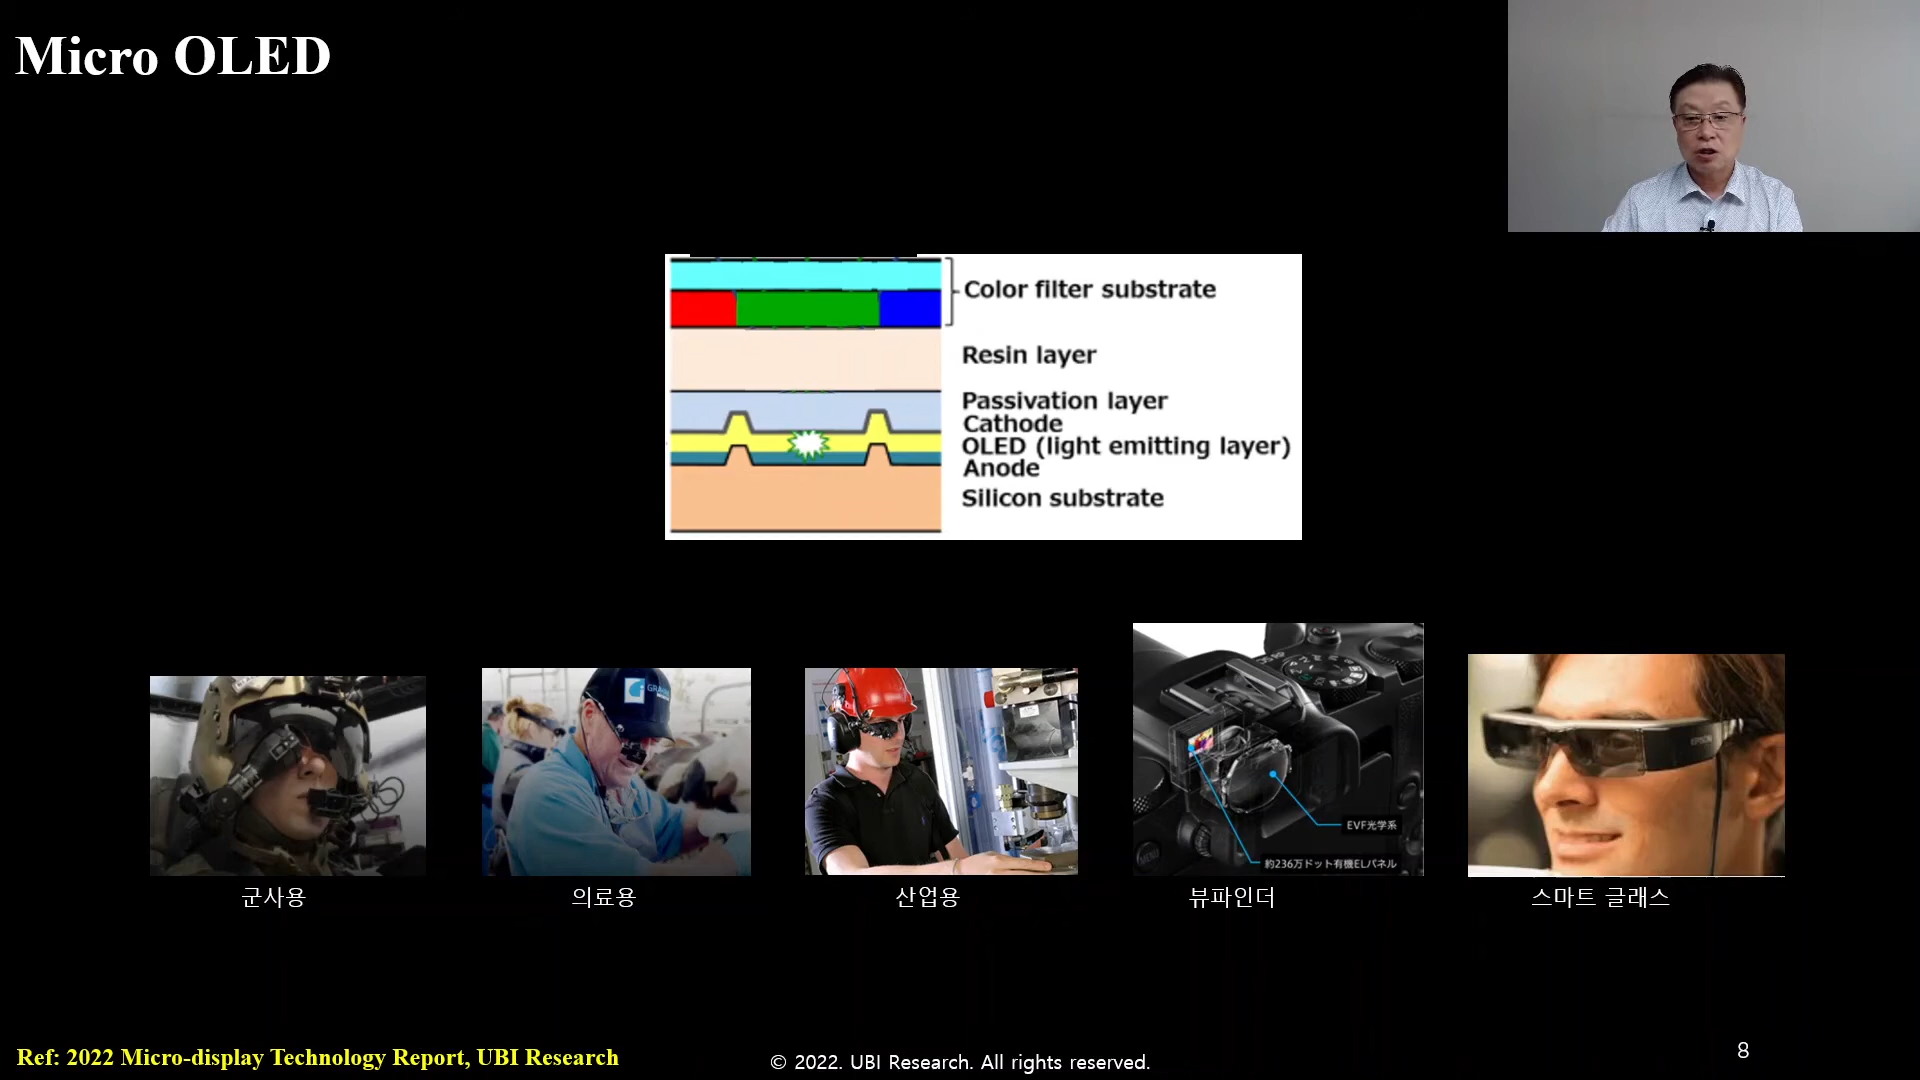 Micro OLED
Color filter substrate
Resin layer
Passivation layer
Cathode
OLED (light emitting layer)
Anode
Silicon substrate
EVF光学系
約236万ドット有機ELパネル
EPSON
군사용
의료용
산업용
뷰파인더
스마트 글래스
Ref: 2022 Micro-display Technology Report, UBI Research
© 2022. UBI Research. All rights reserved.
8